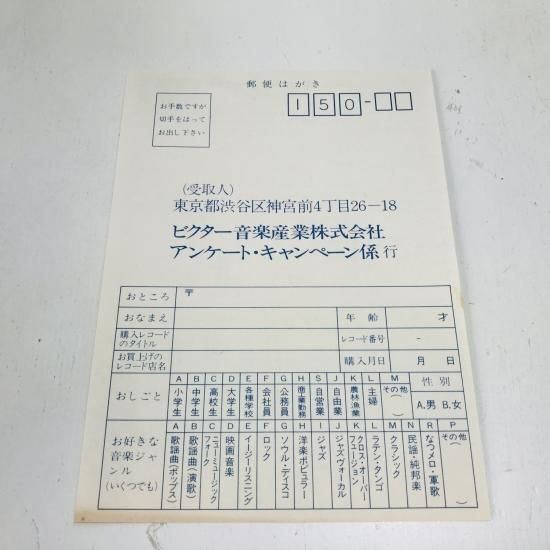 郵便はがき
お手数ですが
切手をはって
お出し下さい
150-
(受取人)
東京都渋谷区神宮前4丁目26-18
ビクター音楽産業株式会社
アンケート・キャンペーン係 行
おところ 〒
おなまえ 年齢 才
購入レコードのタイトル レコード番号 -
お買上げのレコード店名 購入月日 月 日
おしごと
A 小学生
B 中学生
C 高校生
D 大学生
E 各種学校
F 会社員
G 公務員
H 商工業勤務
S 自営業
J 自由業
K 農林漁業
L 主婦
M その他( )
性別
A.男 B.女
お好きな音楽ジャンル(いくつでも)
A 歌謡曲(ポップス)
B 歌謡曲(演歌)
C ニューミュージック フォーク
D 映画音楽
E イージーリスニング
F ロック
G ソウル・ディスコ
H 洋楽ポピュラー
I ジャズ
J ジャズヴォーカル
K クロス・オーバー フュージョン
L ラテン・タンゴ
M クラシック
N 民謡・純邦楽
R なつメロ・軍歌
P その他( )